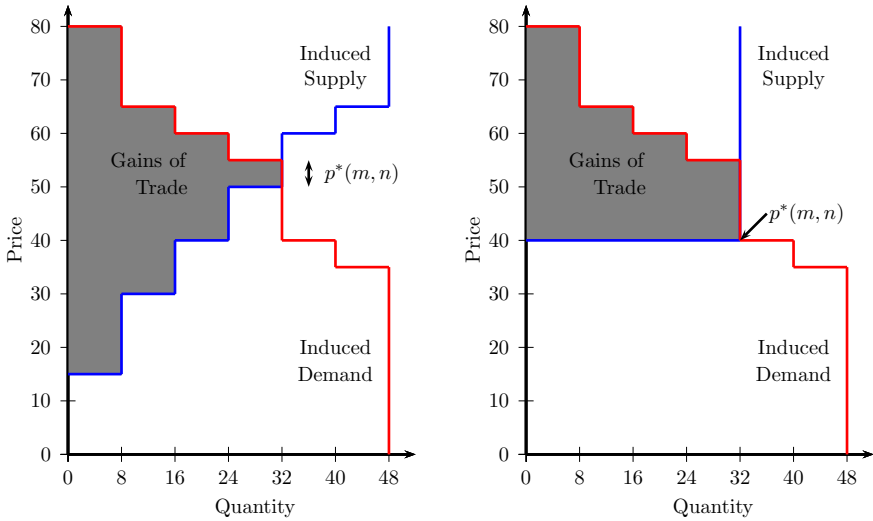 80
70
60
50
40
30
20
10
0
Price
0 8 16 24 32 40 48
Quantity
Induced
Supply
Gains of
Trade
p*(m, n)
Induced
Demand
80
70
60
50
40
30
20
10
0
Price
0 8 16 24 32 40 48
Quantity
Induced
Supply
Gains of
Trade
p*(m, n)
Induced
Demand